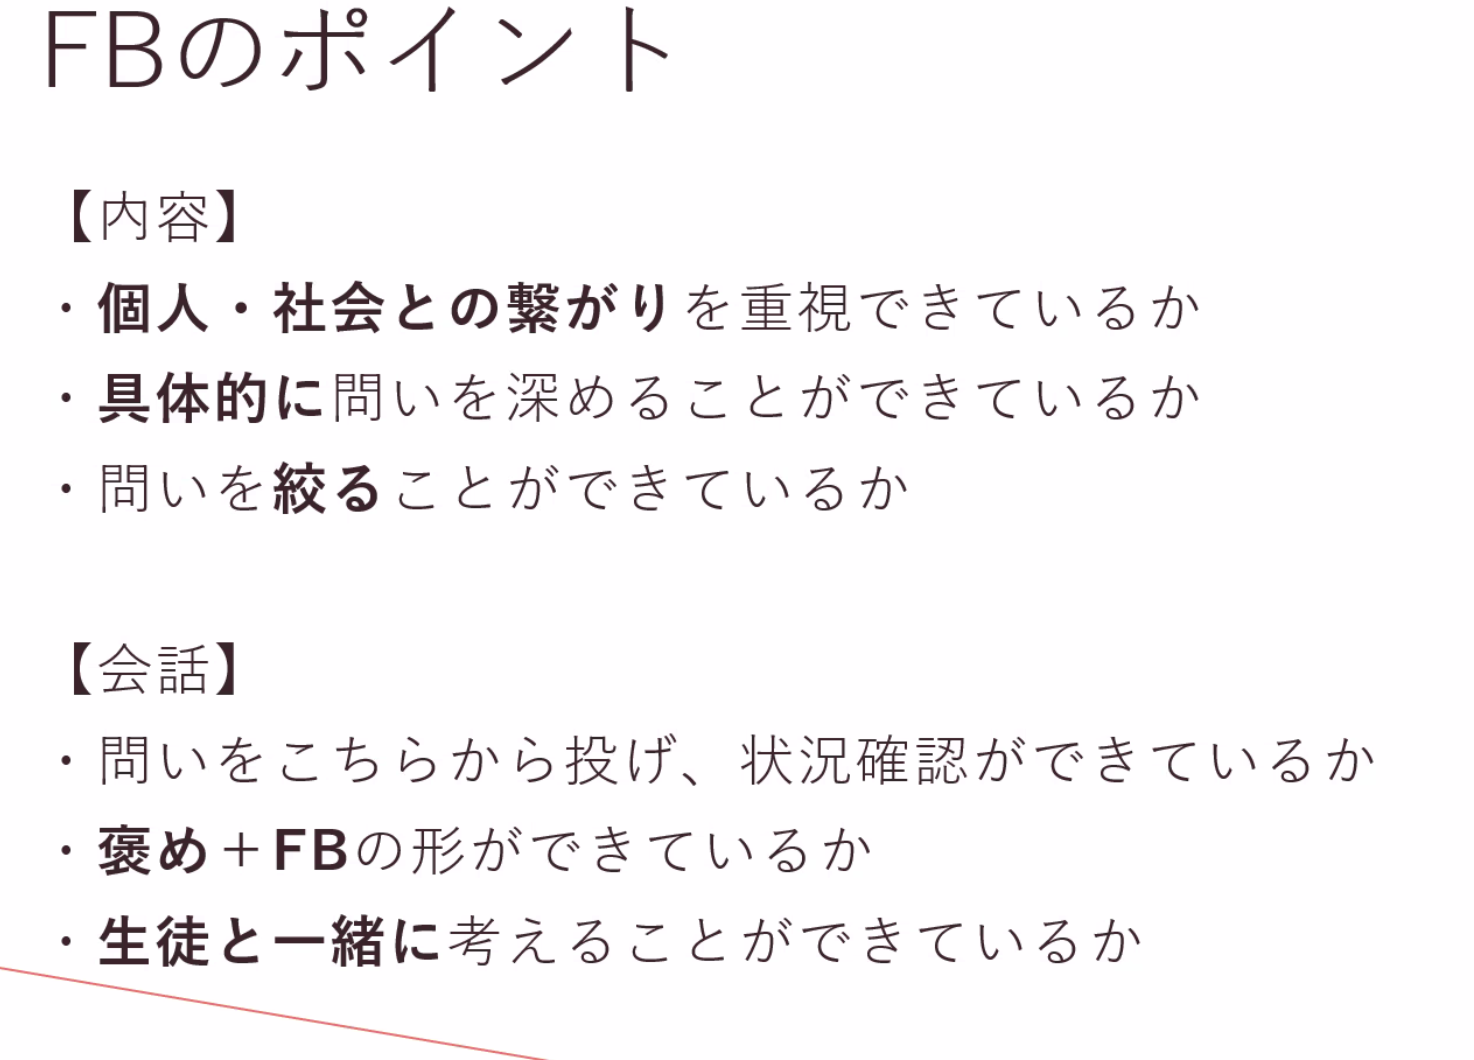 FBのポイント
【内容】
・個人・社会との繋がりを重視できているか
・具体的に問いを深めることができているか
・問いを絞ることができているか
【会話】
・問いをこちらから投げ、状況確認ができているか
・褒め＋FBの形ができているか
・生徒と一緒に考えることができているか